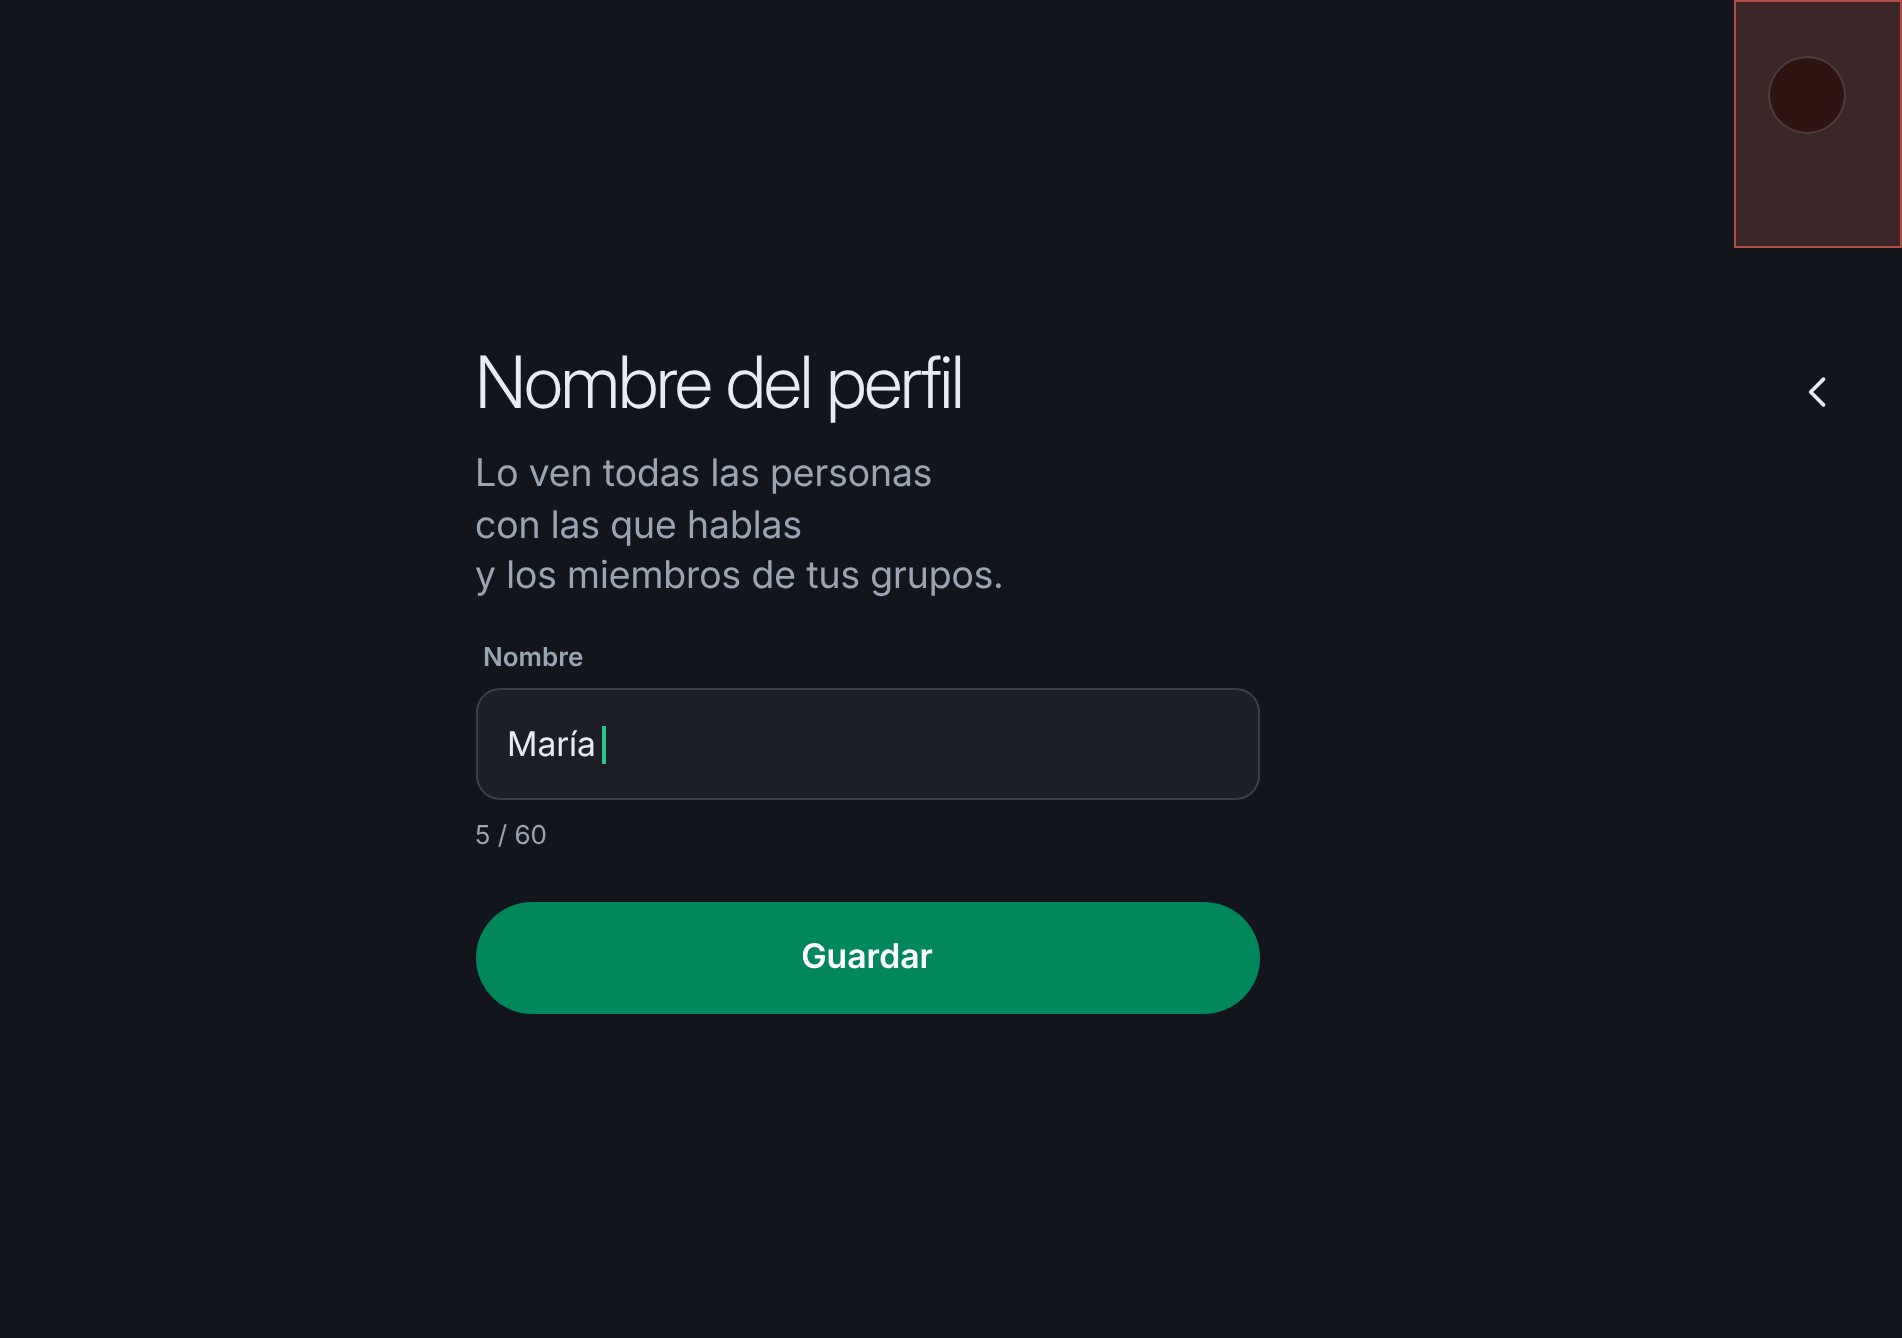 Nombre del perfil
Lo ven todas las personas
con las que hablas
y los miembros de tus grupos.
Nombre
María
5 / 60
Guardar